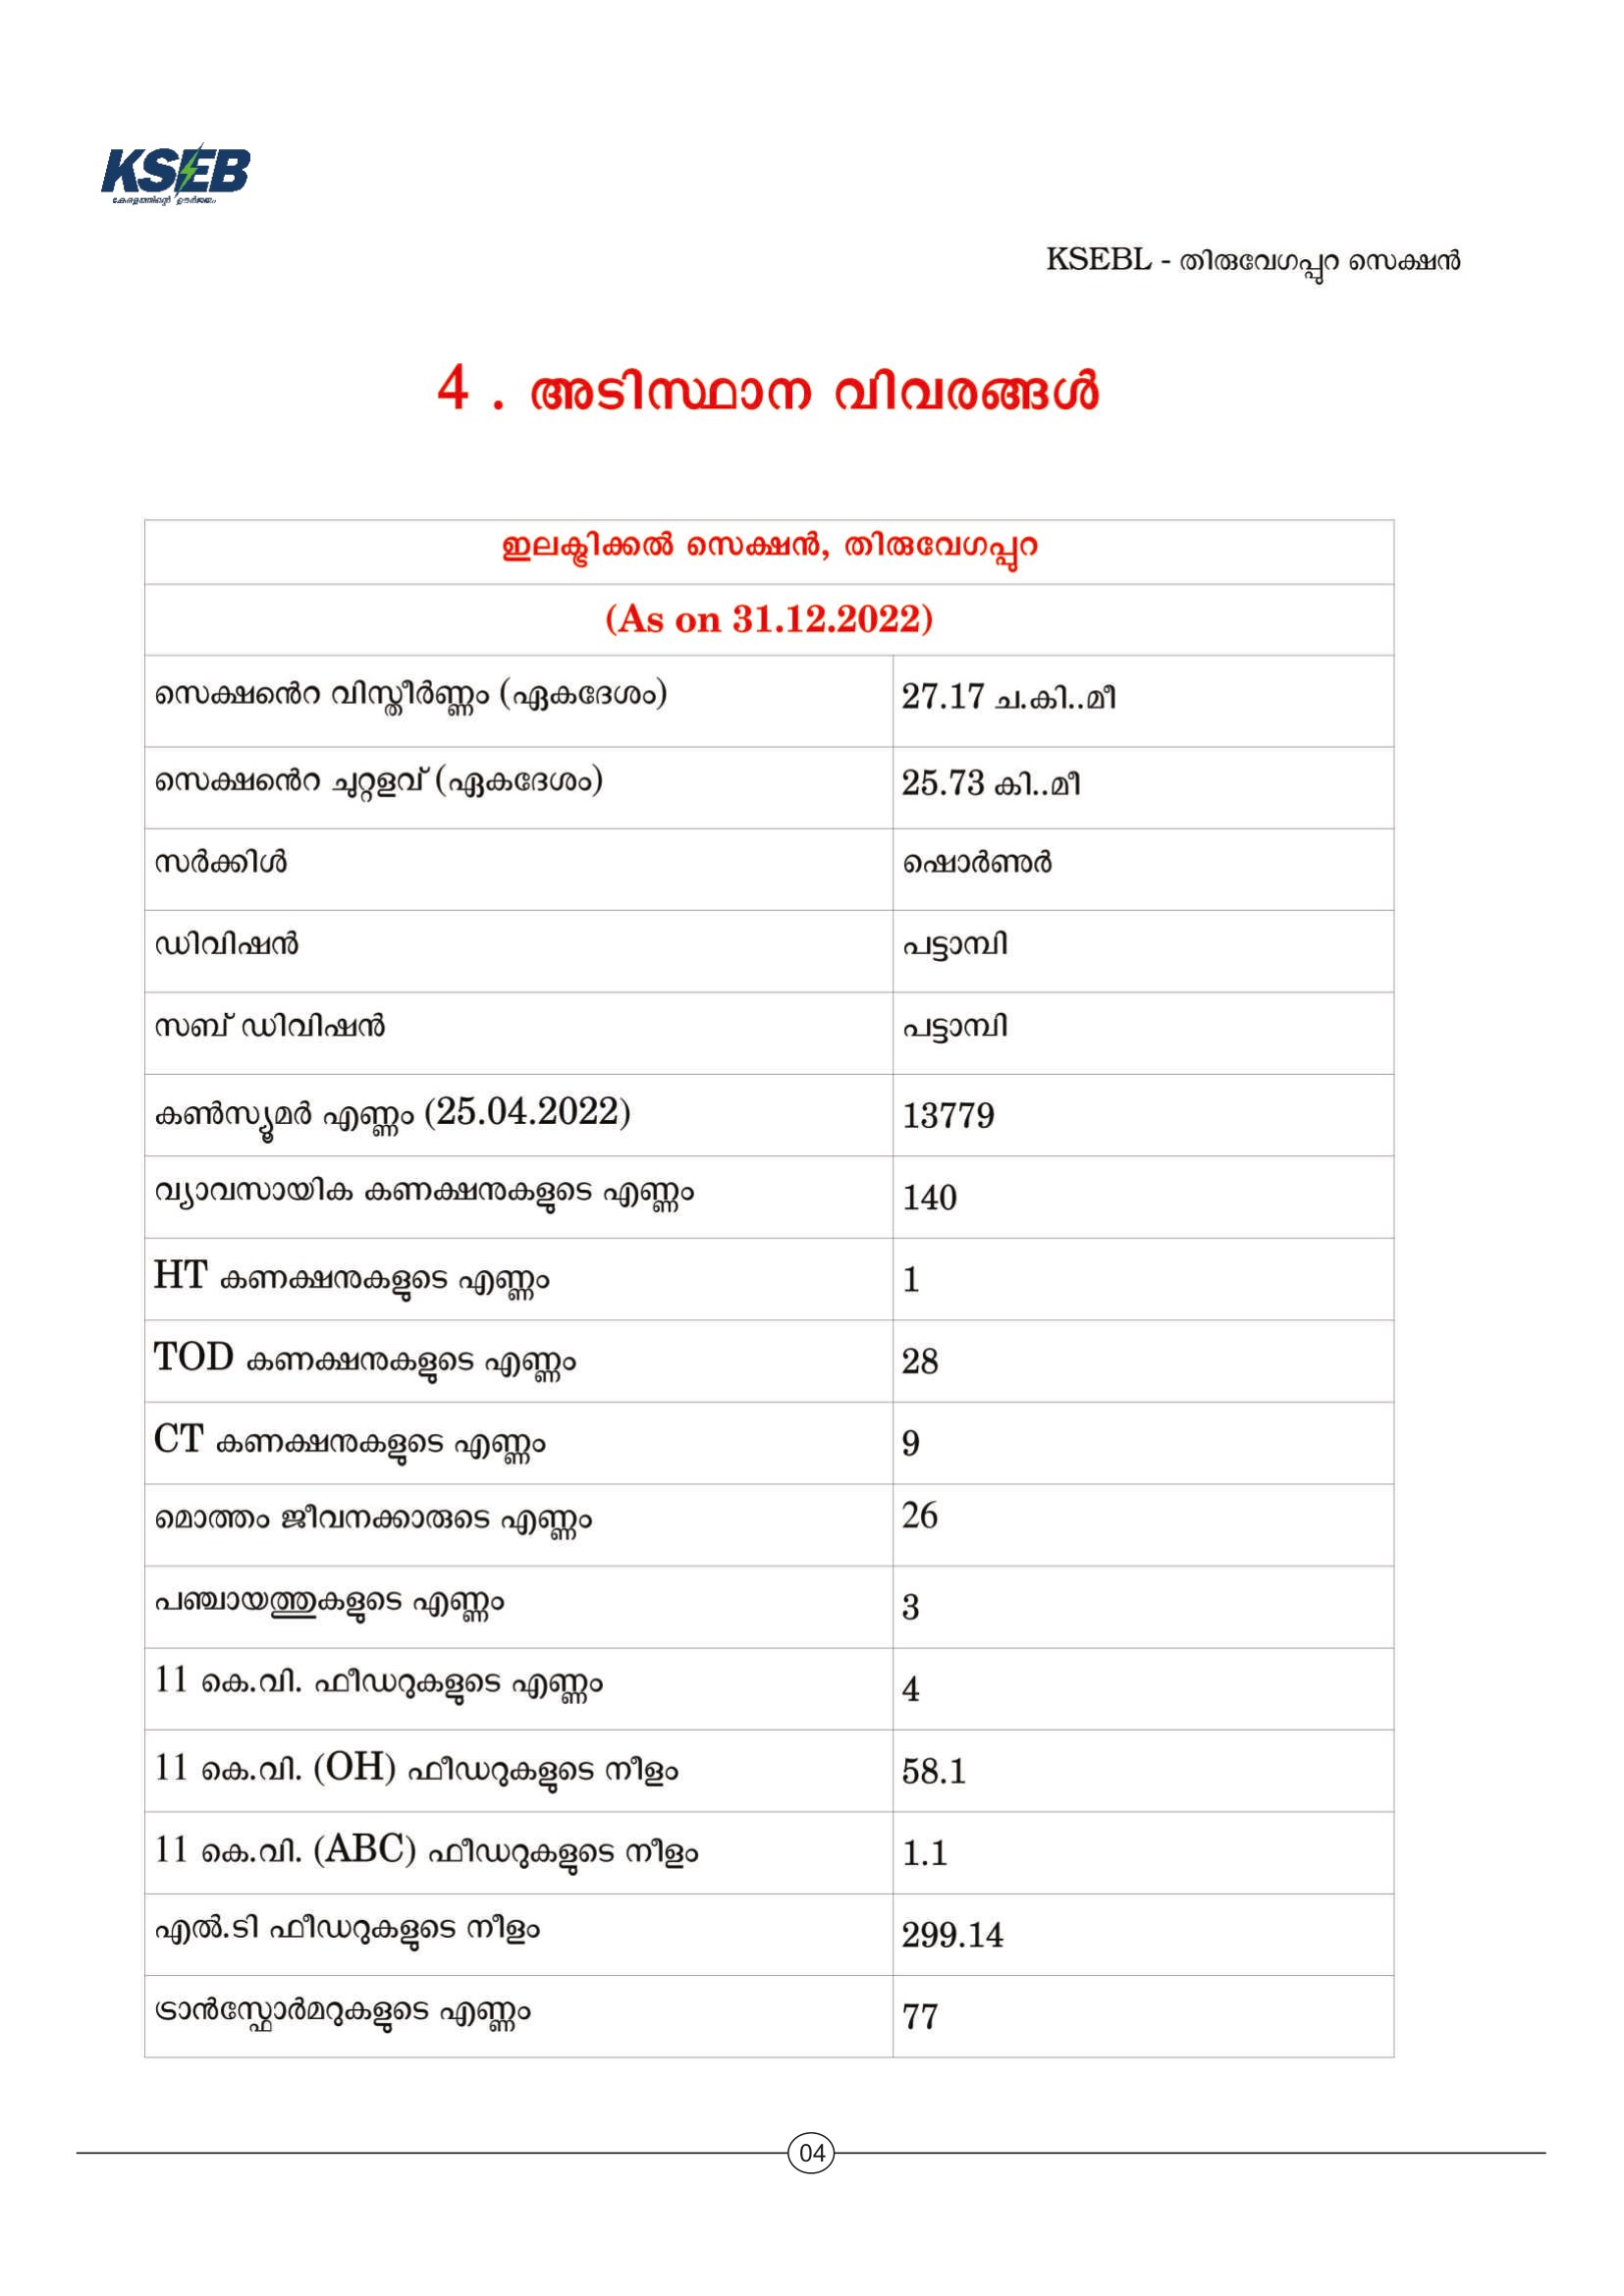 KSEB
കേരളത്തിന്റെ ഊർജ്ജം
KSEBL - തിരുവേഗപ്പുറ സെക്ഷൻ
4 . അടിസ്ഥാന വിവരങ്ങൾ
ഇലക്ട്രിക്കൽ സെക്ഷൻ, തിരുവേഗപ്പുറ
(As on 31.12.2022)
സെക്ഷൻെറ വിസ്തീർണ്ണം (ഏകദേശം) 27.17 ച.കി..മീ
സെക്ഷൻെറ ചുറ്റളവ് (ഏകദേശം) 25.73 കി..മീ
സർക്കിൾ ഷൊർണുർ
ഡിവിഷൻ പട്ടാമ്പി
സബ് ഡിവിഷൻ പട്ടാമ്പി
കൺസ്യൂമർ എണ്ണം (25.04.2022) 13779
വ്യാവസായിക കണക്ഷനുകളുടെ എണ്ണം 140
HT കണക്ഷനുകളുടെ എണ്ണം 1
TOD കണക്ഷനുകളുടെ എണ്ണം 28
CT കണക്ഷനുകളുടെ എണ്ണം 9
മൊത്തം ജീവനക്കാരുടെ എണ്ണം 26
പഞ്ചായത്തുകളുടെ എണ്ണം 3
11 കെ.വി. ഫീഡറുകളുടെ എണ്ണം 4
11 കെ.വി. (OH) ഫീഡറുകളുടെ നീളം 58.1
11 കെ.വി. (ABC) ഫീഡറുകളുടെ നീളം 1.1
എൽ.ടി ഫീഡറുകളുടെ നീളം 299.14
ട്രാൻസ്ഫോർമറുകളുടെ എണ്ണം 77
04